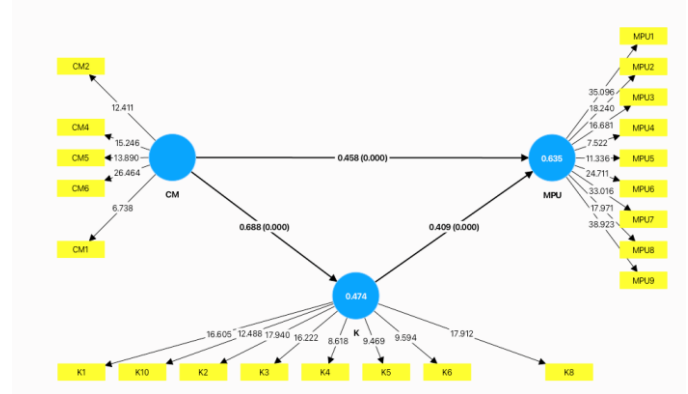 MPU1
CM2
MPU2
35.096
MPU3
18.240
12.411
16.681
CM4
MPU4
7.522
15.246
CM5
13.890
0.458 (0.000)
0.635
11.336
MPU5
26.464
24.711
CM6
MPU6
CM
MPU
33.016
6.738
17.971
MPU7
0.688 (0.000)
0.409 (0.000)
38.923
CM1
MPU8
MPU9
0.474
K
16.605
12.488
17.940
16.222
8.618
9.469
9.594
17.912
K1
K10
K2
K3
K4
K5
K6
K8